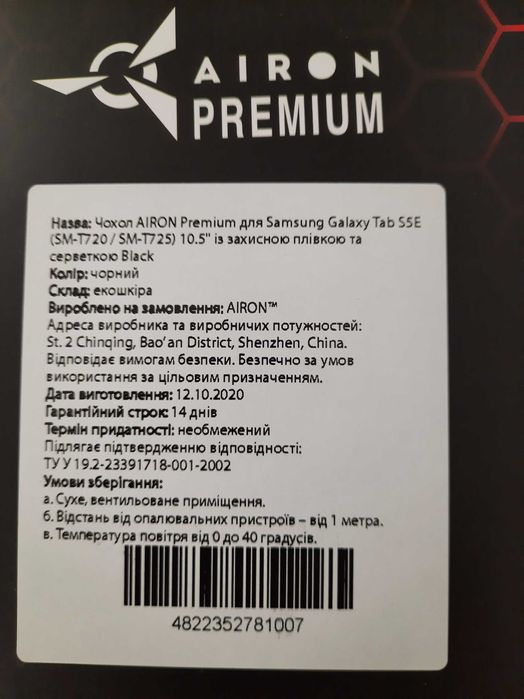 AIRON
PREMIUM
Назва: Чохол AIRON Premium для Samsung Galaxy Tab S5E
(SM-T720 / SM-T725) 10.5" із захисною плівкою та
серветкою Black
Колір: чорний
Склад: екошкіра
Вироблено на замовлення: AIRON™
Адреса виробника та виробничих потужностей:
St. 2 Chinqing, Bao'an District, Shenzhen, China.
Відповідає вимогам безпеки. Безпечно за умов
використання за цільовим призначенням.
Дата виготовлення: 12.10.2020
Гарантійний строк: 14 днів
Термін придатності: необмежений
Підлягає підтвердженню відповідності:
ТУ У 19.2-23391718-001-2002
Умови зберігання:
а. Сухе, вентильоване приміщення.
б. Відстань від опалювальних пристроїв – від 1 метра.
в. Температура повітря від 0 до 40 градусів.
4822352781007